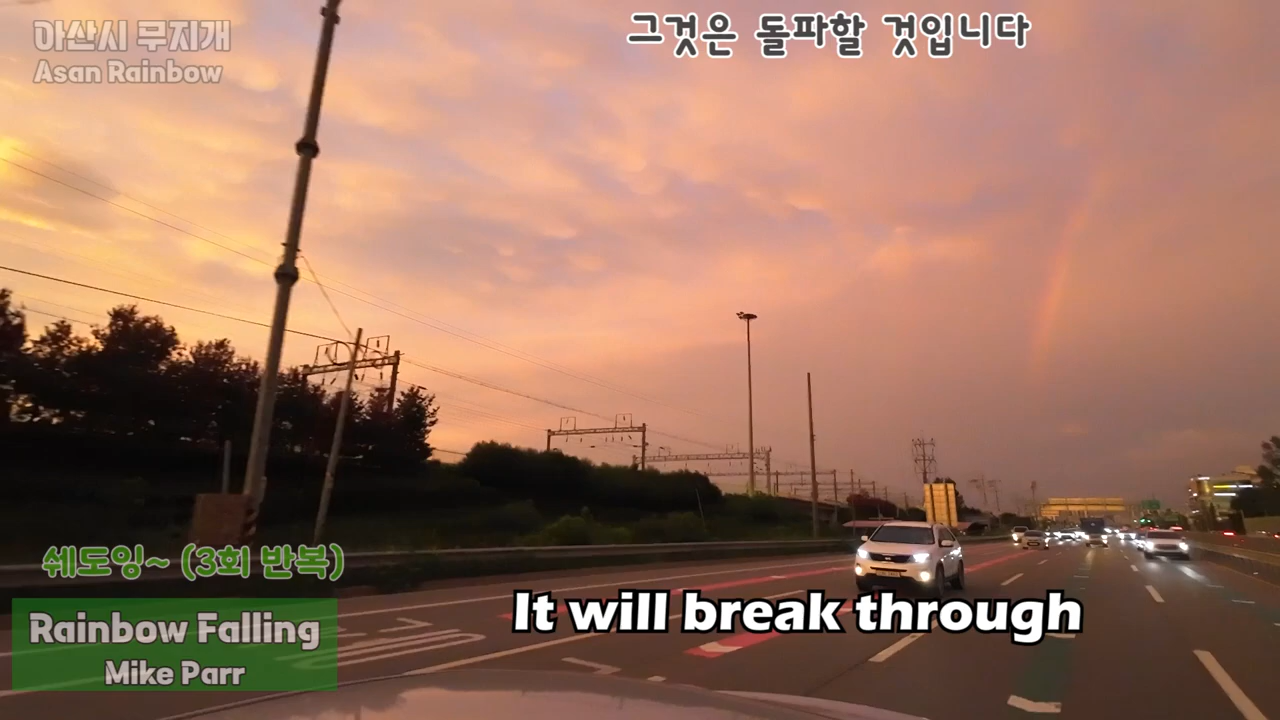 아산시 무지개
Asan Rainbow
그것은 돌파할 것입니다
쉐도잉~ (3회 반복)
It will break through
Rainbow Falling
Mike Parr